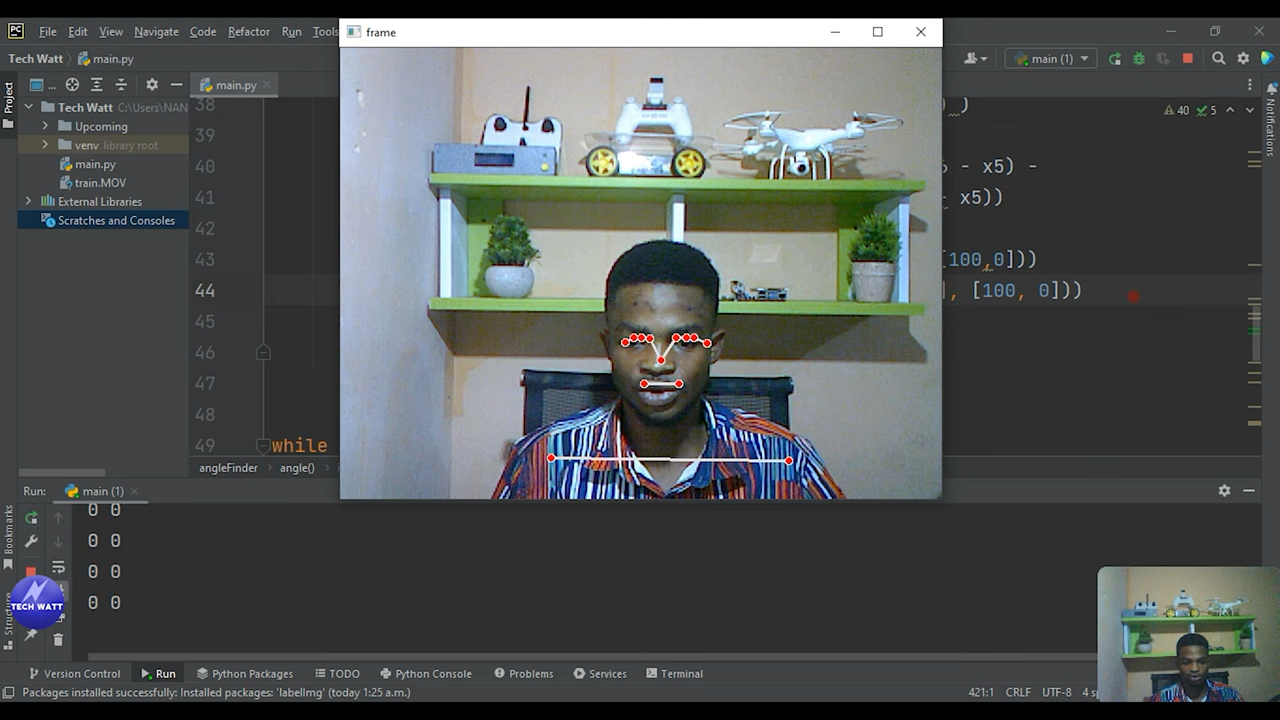 PC File Edit View Navigate Code Refactor Run Tools
frame
Tech Watt main.py
main (1)
Project
... main.py
Notifications
Tech Watt C:\Users\NAN
Upcoming
venv library root
main.py
train.MOV
External Libraries
Scratches and Consoles
38 )
39
40 - x5) -
41 x5))
42
43 [100,0]))
44 , [100, 0]))
45
46
47
48
49 while
40 5
angleFinder angle()
Run: main (1)
0 0
0 0
0 0
0 0
Bookmarks
Structure
TECH WATT
Version Control Run Python Packages TODO Python Console Problems Services Terminal
Packages installed successfully: Installed packages: 'labelImg' (today 1:25 a.m.) 421:1 CRLF UTF-8 4